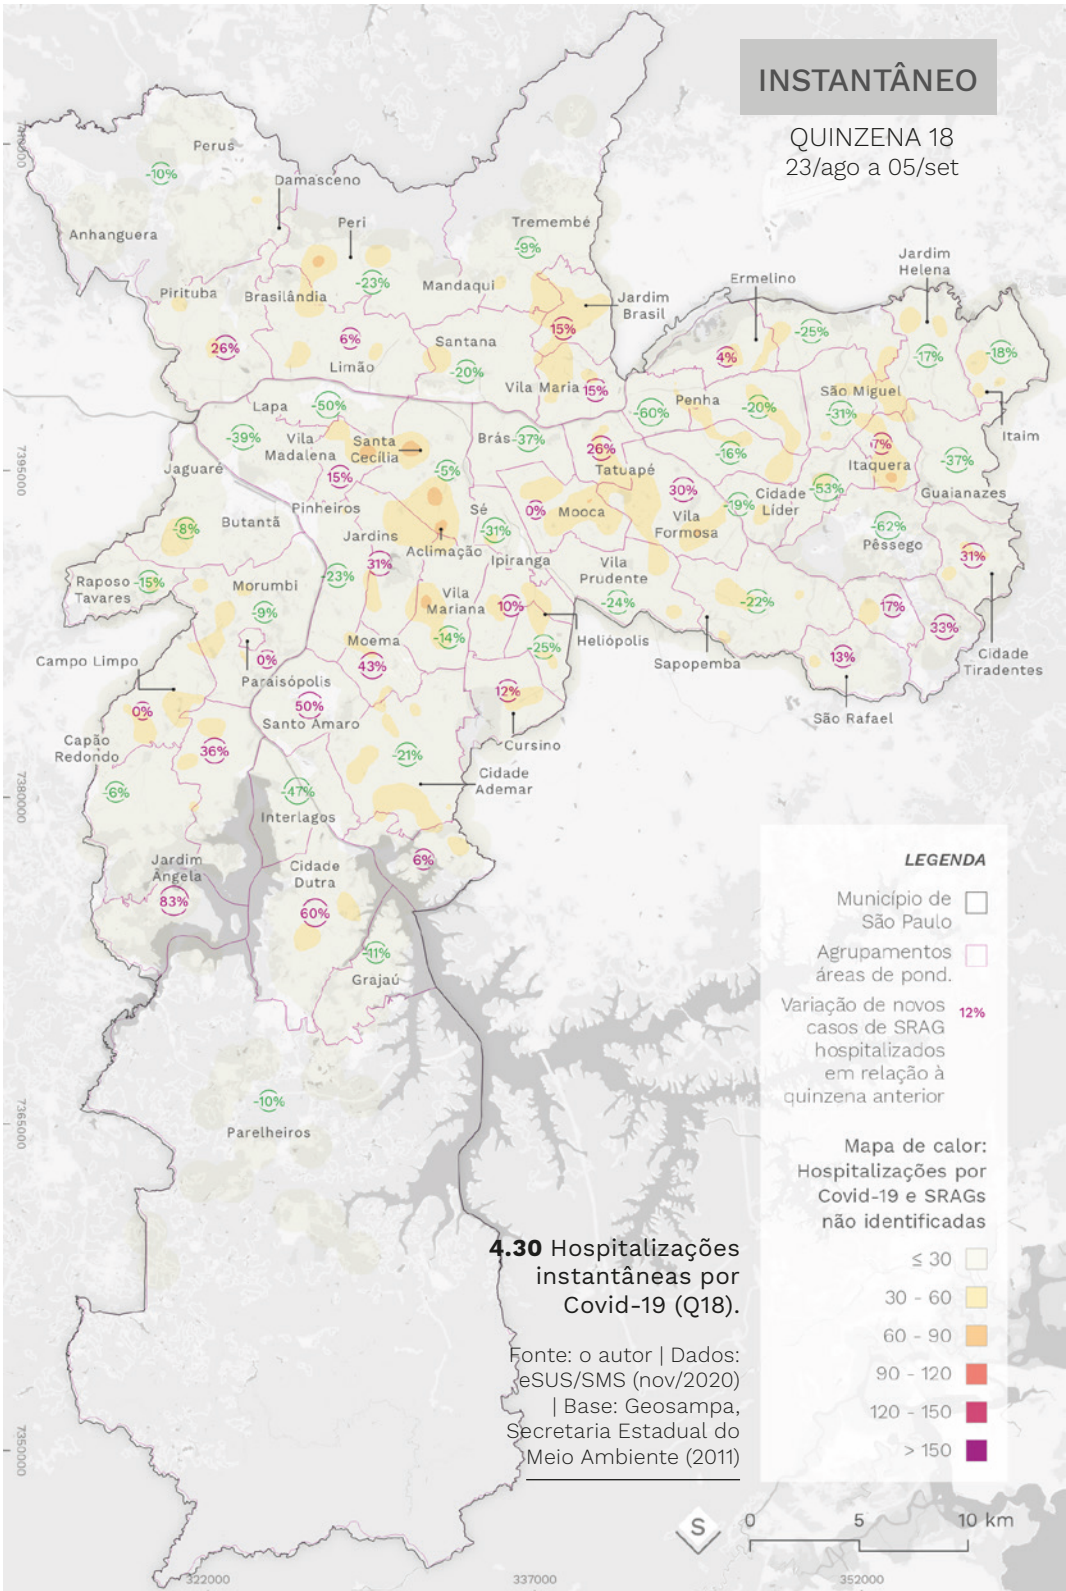 INSTANTÂNEO
QUINZENA 18
23/ago a 05/set
Perus
-10%
Damasceno
Anhanguera
Peri
Tremembé
-9%
Pirituba
Brasilândia
-23%
Mandaqui
Jardim
Brasil
Ermelino
Jardim
Helena
26%
6%
Limão
Santana
-20%
15%
Vila Maria
15%
4%
-25%
-17%
-18%
Itaim
Lapa
-50%
-39%
Vila
Madalena
Santa
Cecília
Brás
-37%
-60%
Penha
-20%
São Miguel
-31%
Jaguaré
15%
-5%
26%
Tatuapé
-16%
7%
Itaquera
-37%
Guaianazes
Pinheiros
Butantã
-8%
Jardins
Aclimação
Sé
-31%
0%
Mooca
30%
Vila
Formosa
-19%
Cidade
Líder
-53%
-62%
Pêssego
Ipiranga
31%
Raposo
Tavares
-15%
Morumbi
-9%
-23%
31%
Vila
Mariana
-14%
10%
Vila
Prudente
-24%
-22%
17%
33%
Cidade
Tiradentes
Heliópolis
-25%
Sapopemba
13%
São Rafael
Campo Limpo
0%
Paraisópolis
Moema
43%
0%
50%
Santo Amaro
12%
Cursino
Capão
Redondo
36%
-21%
Cidade
Ademar
-6%
-47%
Interlagos
Jardim
Ângela
83%
Cidade
Dutra
60%
6%
-11%
Grajaú
-10%
Parelheiros
LEGENDA
Município de
São Paulo
Agrupamentos
áreas de pond.
Variação de novos 12%
casos de SRAG
hospitalizados
em relação à
quinzena anterior
Mapa de calor:
Hospitalizações por
Covid-19 e SRAGs
não identificadas
≤ 30
30 - 60
60 - 90
90 - 120
120 - 150
> 150
4.30 Hospitalizações
instantâneas por
Covid-19 (Q18).
Fonte: o autor | Dados:
eSUS/SMS (nov/2020)
| Base: Geosampa,
Secretaria Estadual do
Meio Ambiente (2011)
S
0 5 10 km
7395000
7380000
7365000
7350000
322000
337000
352000